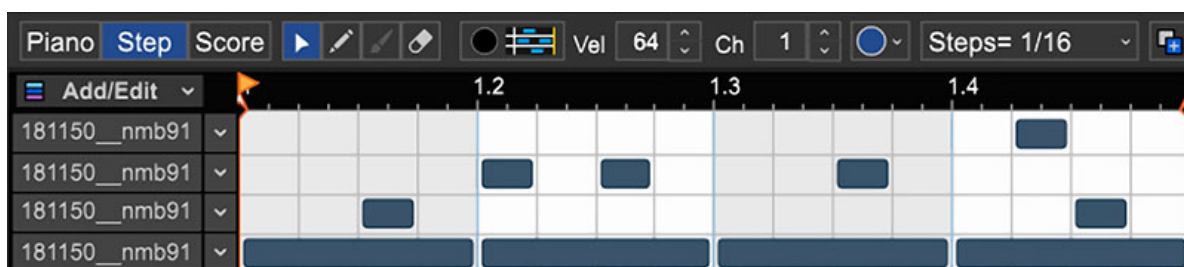 Piano Step Score Vel 64 Ch 1 Steps= 1/16
Add/Edit 1.2 1.3 1.4
181150__nmb91
181150__nmb91
181150__nmb91
181150__nmb91